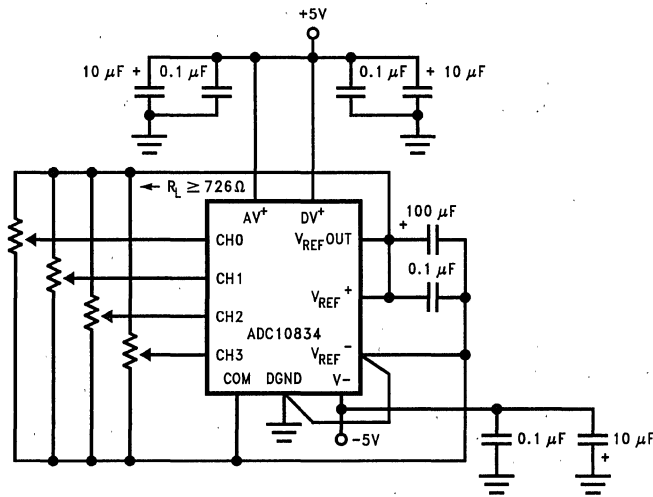 +5V
10 μF + 0.1 μF 0.1 μF + 10 μF
← R_L ≥ 726Ω
AV+ DV+
+ 100 μF
CH0 V_REF OUT
0.1 μF
CH1
V_REF +
CH2
ADC10834
CH3 V_REF −
COM DGND V−
−5V 0.1 μF 10 μF
+